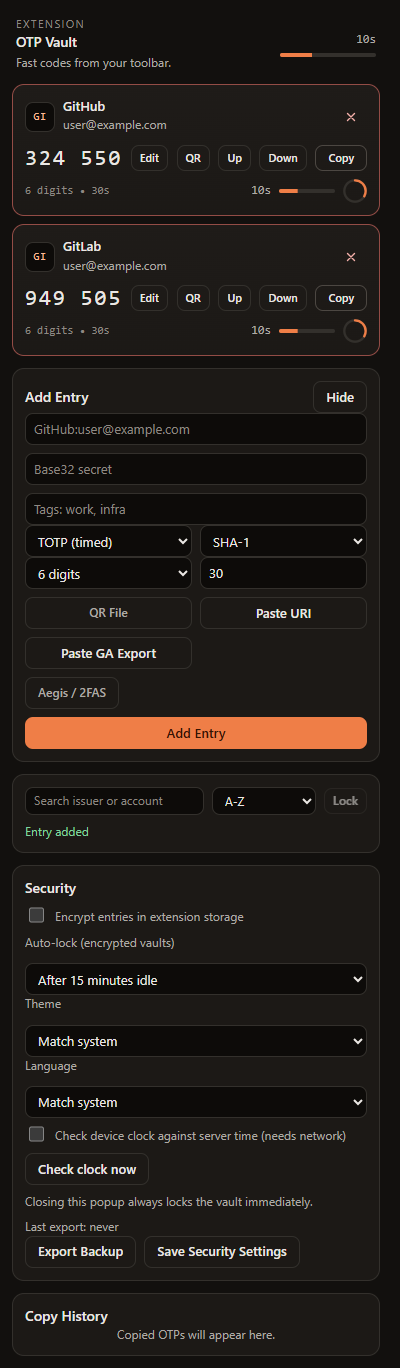 EXTENSION
OTP Vault
10s
Fast codes from your toolbar.
GI
GitHub
user@example.com
×
324 550
Edit
QR
Up
Down
Copy
6 digits • 30s
10s
GI
GitLab
user@example.com
×
949 505
Edit
QR
Up
Down
Copy
6 digits • 30s
10s
Add Entry
Hide
GitHub:user@example.com
Base32 secret
Tags: work, infra
TOTP (timed)
SHA-1
6 digits
30
QR File
Paste URI
Paste GA Export
Aegis / 2FAS
Add Entry
Search issuer or account
A-Z
Lock
Entry added
Security
Encrypt entries in extension storage
Auto-lock (encrypted vaults)
After 15 minutes idle
Theme
Match system
Language
Match system
Check device clock against server time (needs network)
Check clock now
Closing this popup always locks the vault immediately.
Last export: never
Export Backup
Save Security Settings
Copy History
Copied OTPs will appear here.